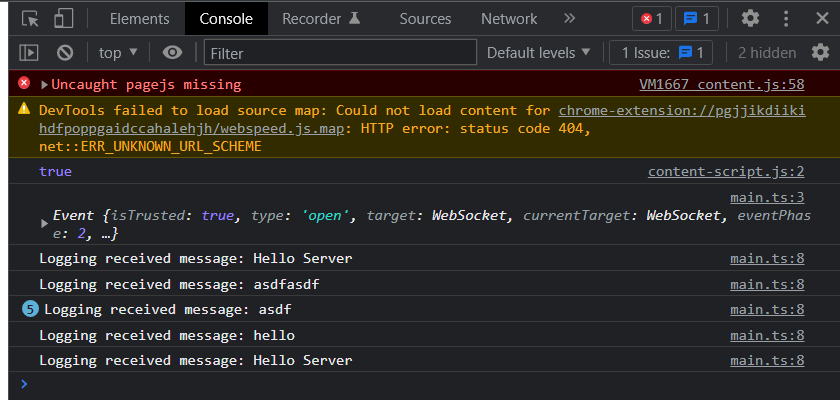 Elements Console Recorder Sources Network » 1 1
top Filter Default levels 1 Issue: 1 2 hidden
Uncaught pagejs missing VM1667 content.js:58
DevTools failed to load source map: Could not load content for chrome-extension://pgjjikdiiki
hdfpoppgaidccahalehjh/webspeed.js.map: HTTP error: status code 404,
net::ERR_UNKNOWN_URL_SCHEME
true content-script.js:2
main.ts:3
Event {isTrusted: true, type: 'open', target: WebSocket, currentTarget: WebSocket, eventPhas
e: 2, …}
Logging received message: Hello Server main.ts:8
Logging received message: asdfasdf main.ts:8
5 Logging received message: asdf main.ts:8
Logging received message: hello main.ts:8
Logging received message: Hello Server main.ts:8